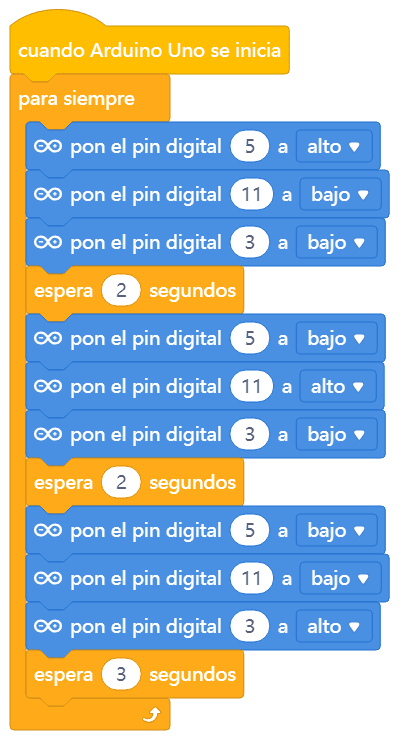 cuando Arduino Uno se inicia
para siempre
pon el pin digital 5 a alto
pon el pin digital 11 a bajo
pon el pin digital 3 a bajo
espera 2 segundos
pon el pin digital 5 a bajo
pon el pin digital 11 a alto
pon el pin digital 3 a bajo
espera 2 segundos
pon el pin digital 5 a bajo
pon el pin digital 11 a bajo
pon el pin digital 3 a alto
espera 3 segundos